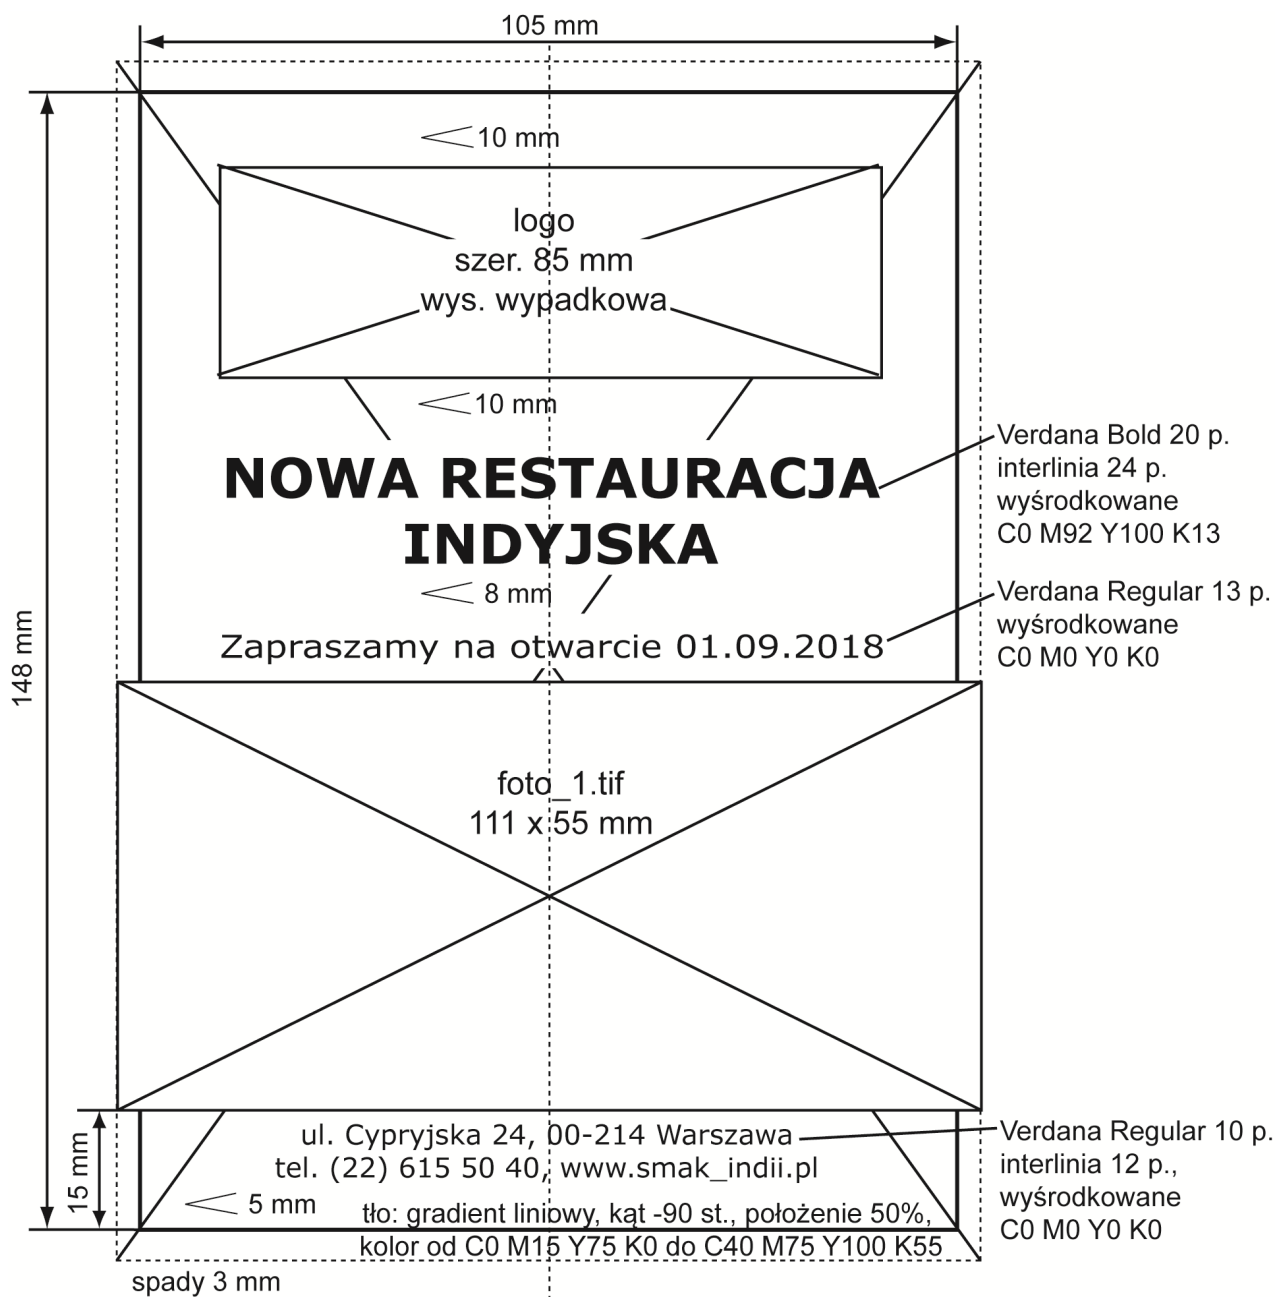 105 mm
10 mm
logo
szer. 85 mm
wys. wypadkowa
10 mm
NOWA RESTAURACJA
INDYJSKA
Verdana Bold 20 p.
interlinia 24 p.
wyśrodkowane
C0 M92 Y100 K13
8 mm
Zapraszamy na otwarcie 01.09.2018
Verdana Regular 13 p.
wyśrodkowane
C0 M0 Y0 K0
148 mm
foto_1.tif
111 x 55 mm
15 mm
ul. Cypryjska 24, 00-214 Warszawa
tel. (22) 615 50 40, www.smak_indii.pl
Verdana Regular 10 p.
interlinia 12 p.,
wyśrodkowane
C0 M0 Y0 K0
5 mm
tło: gradient liniowy, kąt -90 st., położenie 50%,
kolor od C0 M15 Y75 K0 do C40 M75 Y100 K55
spady 3 mm